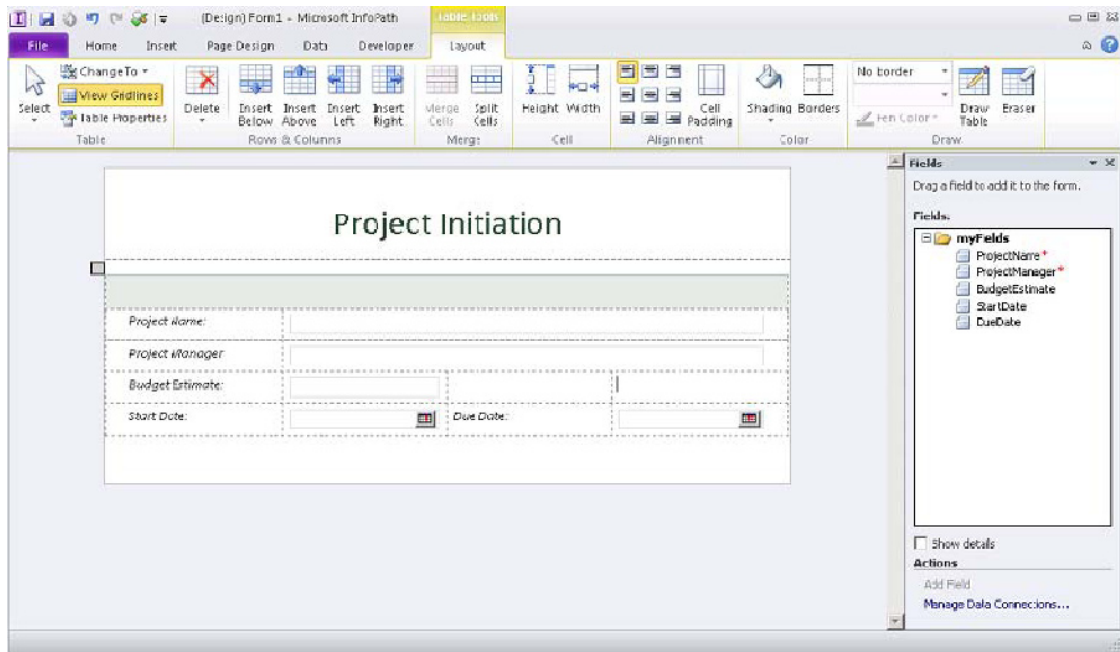 (Design) Form1 - Microsoft InfoPath
Table Tools
File Home Insert Page Design Data Developer Layout
Select
Change To
View Gridlines
Table Properties
Delete
Insert Below
Insert Above
Insert Left
Insert Right
Merge Cells
Split Cells
Height Width
Cell Padding
Shading Borders
No border
Pen Color
Draw Table
Eraser
Table Rows & Columns Merge Cell Alignment Color Draw
Project Initiation
Project Name:
Project Manager
Budget Estimate:
Start Date:
Due Date:
Fields
Drag a field to add it to the form.
Fields:
myFields
ProjectName *
ProjectManager *
BudgetEstimate
StartDate
DueDate
Show details
Actions
Add Field
Manage Data Connections...